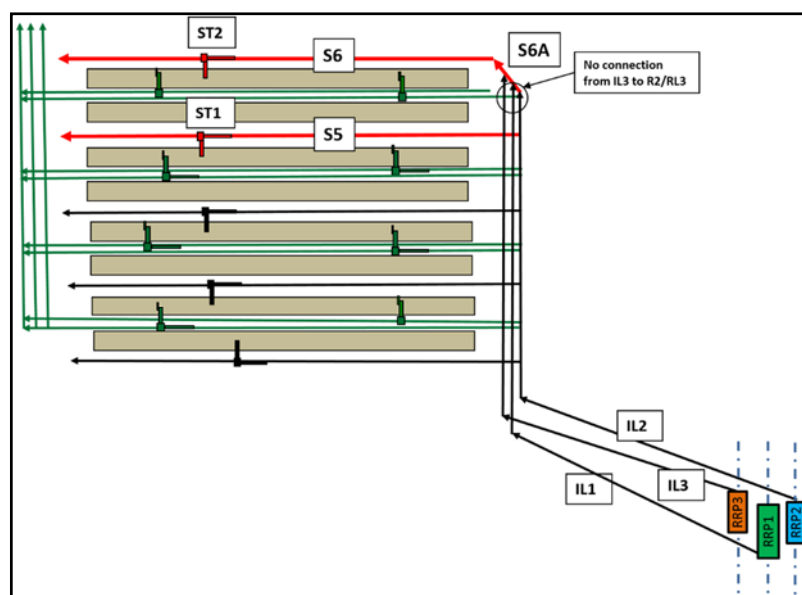 ST2
S6
S6A
No connection
from IL3 to R2/RL3
ST1
S5
IL2
IL3
IL1
RRP3
RRP1
RRP2